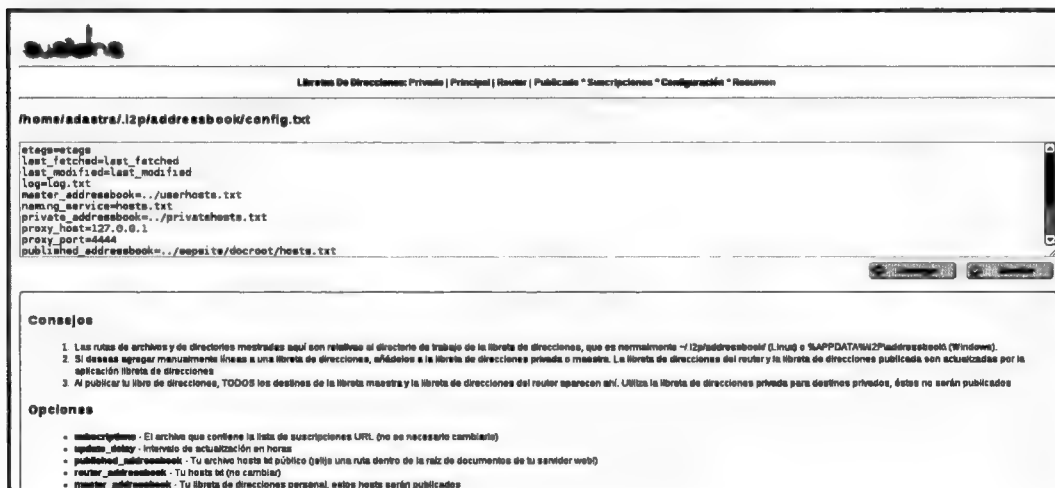 susidns
Libretas De Direcciones: Privado | Principal | Router | Publicado * Suscripciones * Configuración * Resumen
/home/adastra/.i2p/addressbook/config.txt
etags=etags
last_fetched=last_fetched
last_modified=last_modified
log=log.txt
master_addressbook=../userhosts.txt
naming_service=hosts.txt
private_addressbook=../privatehosts.txt
proxy_host=127.0.0.1
proxy_port=4444
published_addressbook=../eepsite/docroot/hosts.txt
Consejos
1. Las rutas de archivos y de directorios mostradas aquí son relativas al directorio de trabajo de la libreta de direcciones, que es normalmente ~/.i2p/addressbook/ (Linux) o %APPDATA%\I2P\addressbook\ (Windows).
2. Si deseas agregar manualmente líneas a una libreta de direcciones, añádelos a la libreta de direcciones privada o maestra. La libreta de direcciones del router y la libreta de direcciones publicada son actualizadas por la
aplicación libreta de direcciones
3. Al publicar tu libro de direcciones, TODOS los destinos de la libreta maestra y la libreta de direcciones del router aparecen ahí. Utiliza la libreta de direcciones privada para destinos privados, éstos no serán publicados
Opciones
subscriptions - El archivo que contiene la lista de suscripciones URL (no es necesario cambiarlo)
update_delay - Intervalo de actualización en horas
published_addressbook - Tu archivo hosts.txt público (¡elija una ruta dentro de la raíz de documentos de tu servidor web!)
router_addressbook - Tu hosts.txt (no cambiar)
master_addressbook - Tu libreta de direcciones personal, estos hosts serán publicados